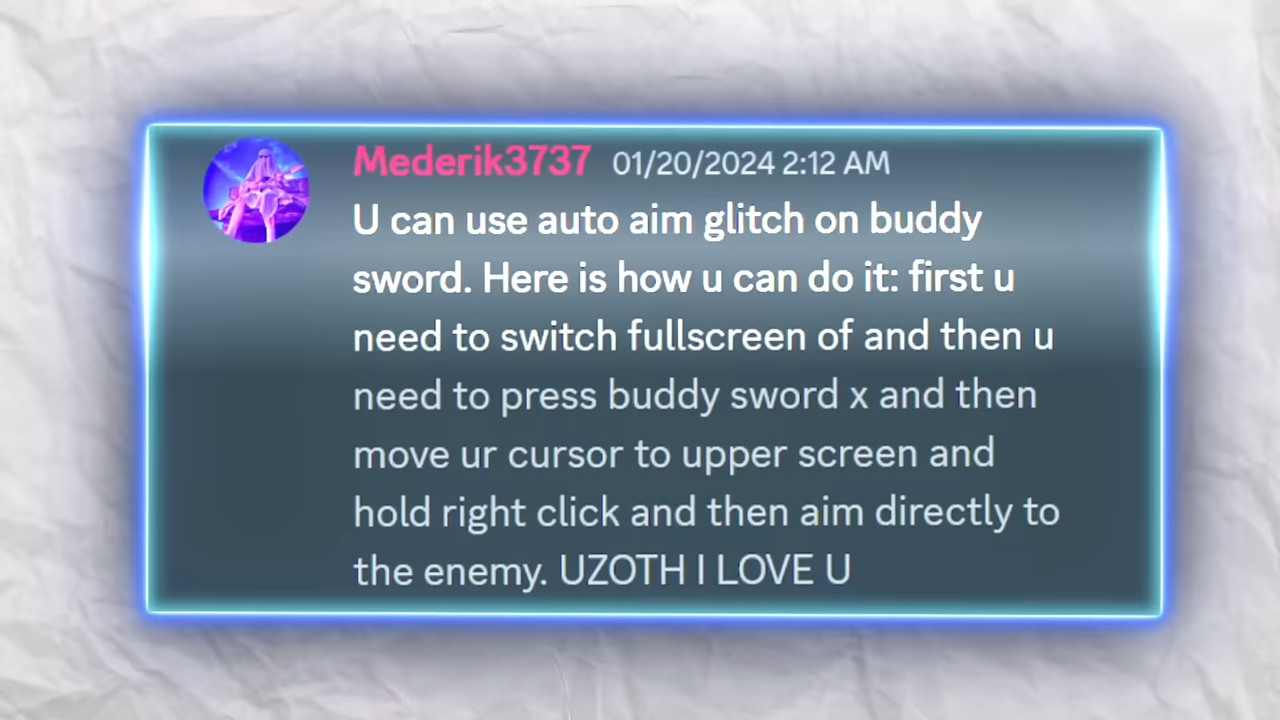 Mederik3737 01/20/2024 2:12 AM
U can use auto aim glitch on buddy
sword. Here is how u can do it: first u
need to switch fullscreen of and then u
need to press buddy sword x and then
move ur cursor to upper screen and
hold right click and then aim directly to
the enemy. UZOTH I LOVE U